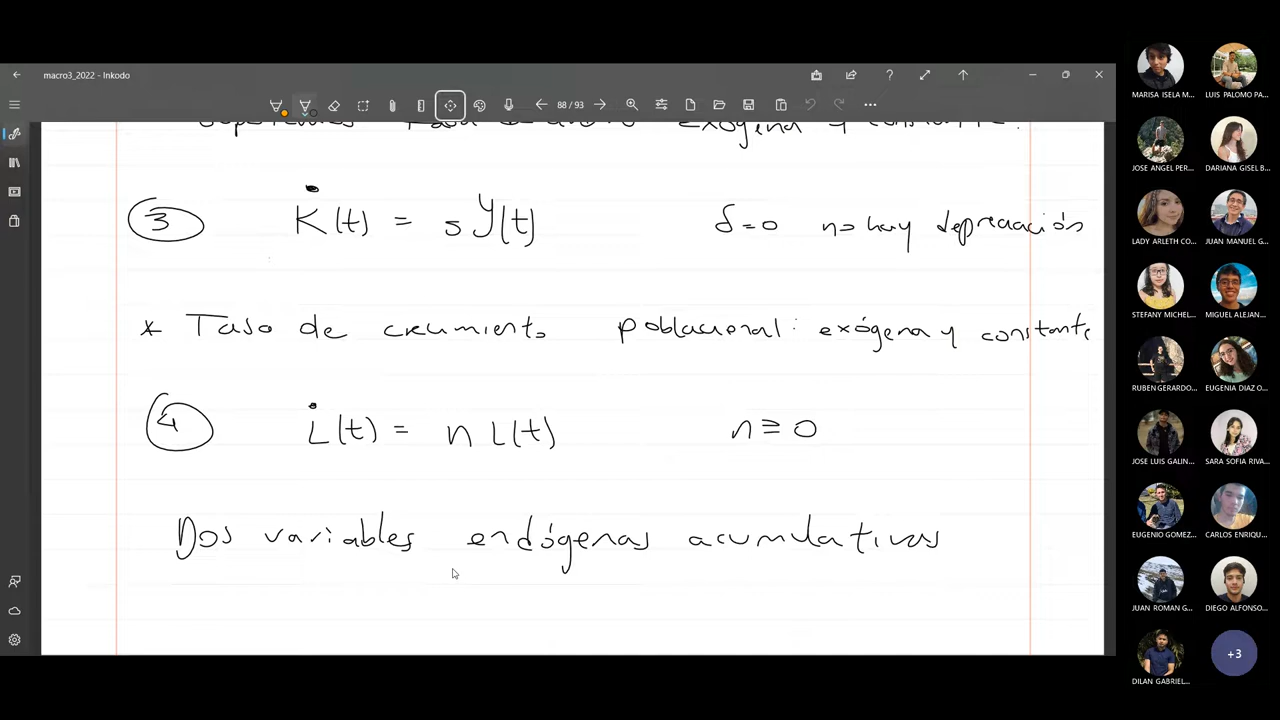 macro3_2022 - Inkodo
88 / 93
exógena y constante.
3 K̇(t) = s Y(t) δ=0 no hay depreciación
* Tasa de crecimiento poblacional: exógena y constante
4 L̇(t) = n L(t) n ≥ 0
Dos variables endógenas acumulativas
MARISA ISELA M...
LUIS PALOMO PA...
JOSE ANGEL PER...
DARIANA GISEL B...
LADY ARLETH CO...
JUAN MANUEL G...
STEFANY MICHEL...
MIGUEL ALEJAN...
RUBEN GERARDO...
EUGENIA DIAZ O...
JOSE LUIS GALIN...
SARA SOFIA RIVA...
EUGENIO GOMEZ...
CARLOS ENRIQU...
JUAN ROMAN G...
DIEGO ALFONSO...
DILAN GABRIEL...
+3